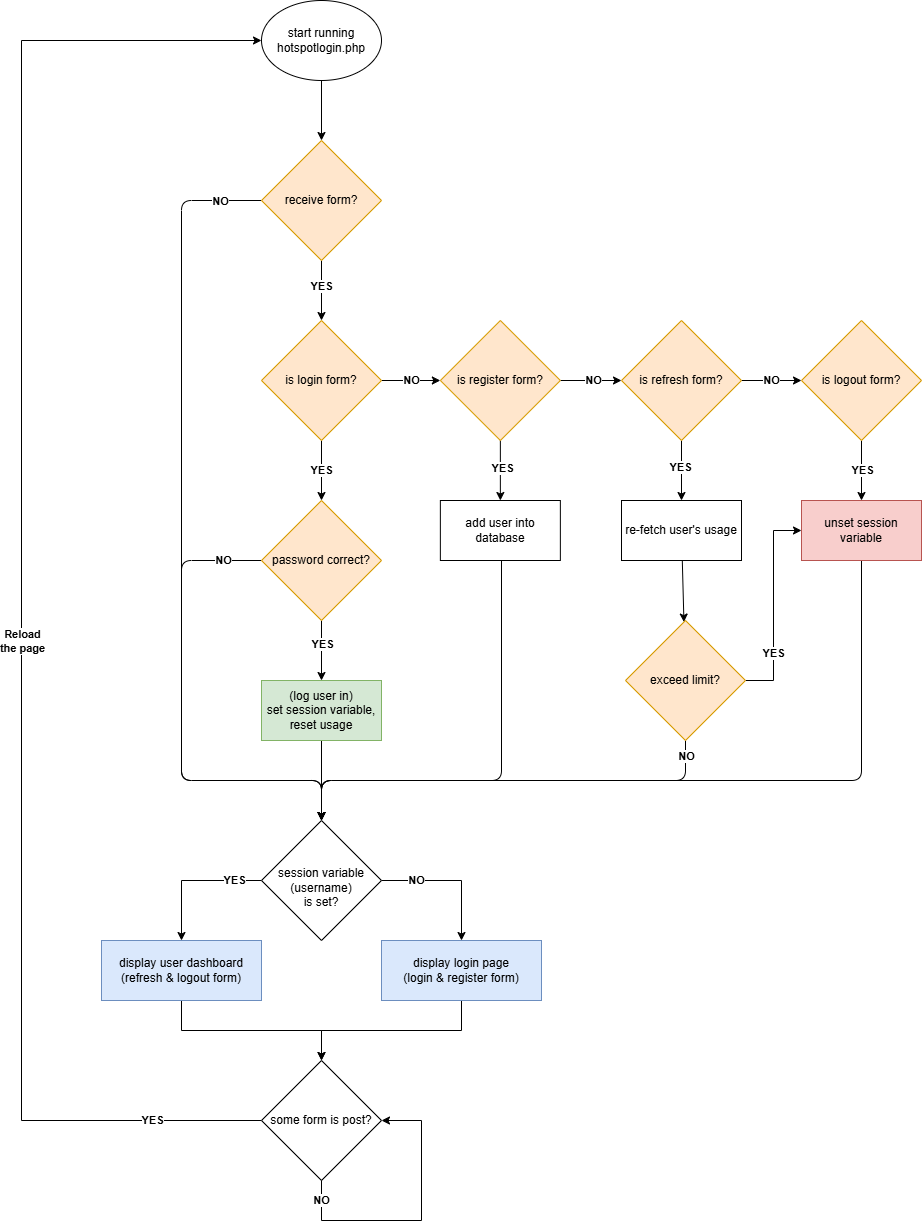 start running
hotspotlogin.php
receive form?
NO
YES
is login form?
NO
is register form?
NO
is refresh form?
NO
is logout form?
YES
YES
YES
YES
add user into
database
re-fetch user's usage
unset session
variable
password correct?
NO
YES
Reload
the page
exceed limit?
YES
NO
(log user in)
set session variable,
reset usage
session variable
(username)
is set?
YES
NO
display user dashboard
(refresh & logout form)
display login page
(login & register form)
some form is post?
YES
NO